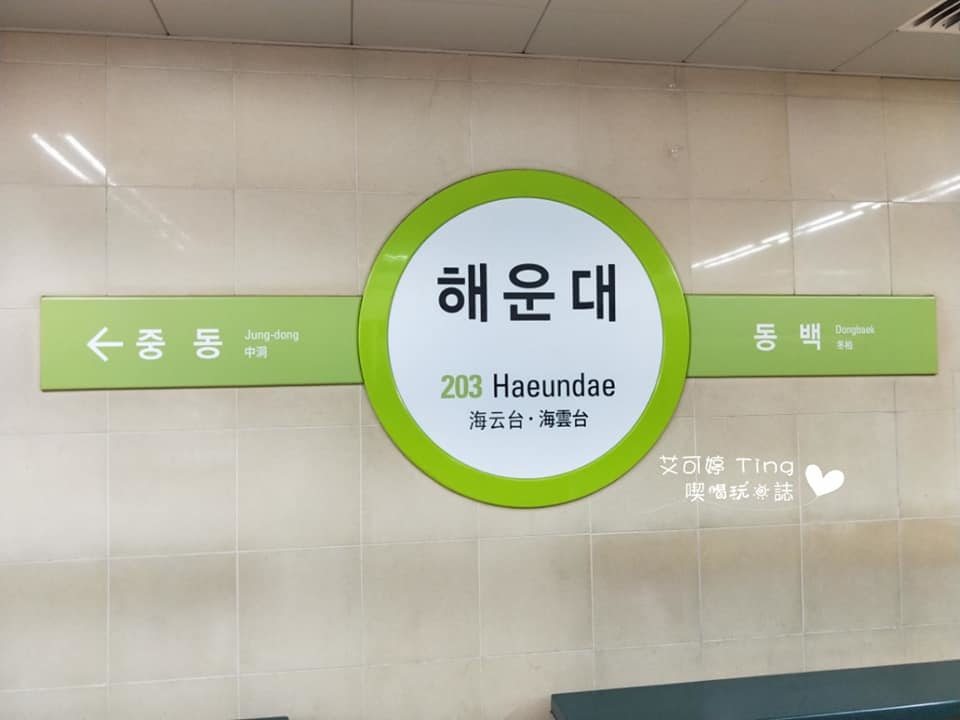 ← 중 동
Jung-dong
中洞
해운대
203 Haeundae
海云台·海雲台
동 백
Dongbaek
冬柏
艾可婷 Ting
喫喝玩樂誌